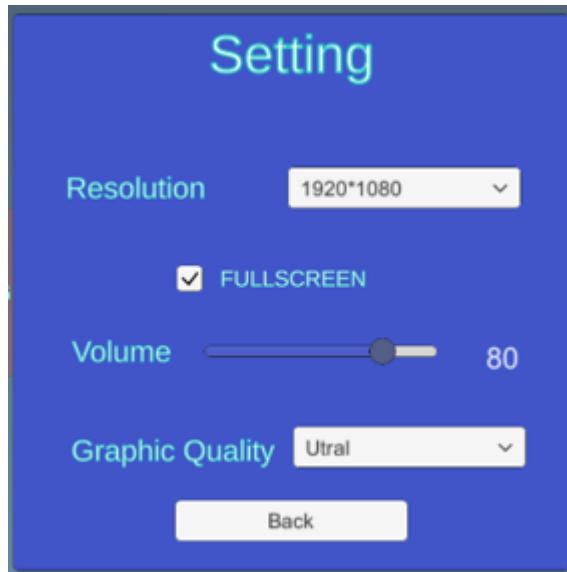 Setting
Resolution 1920*1080
FULLSCREEN
Volume 80
Graphic Quality Utral
Back